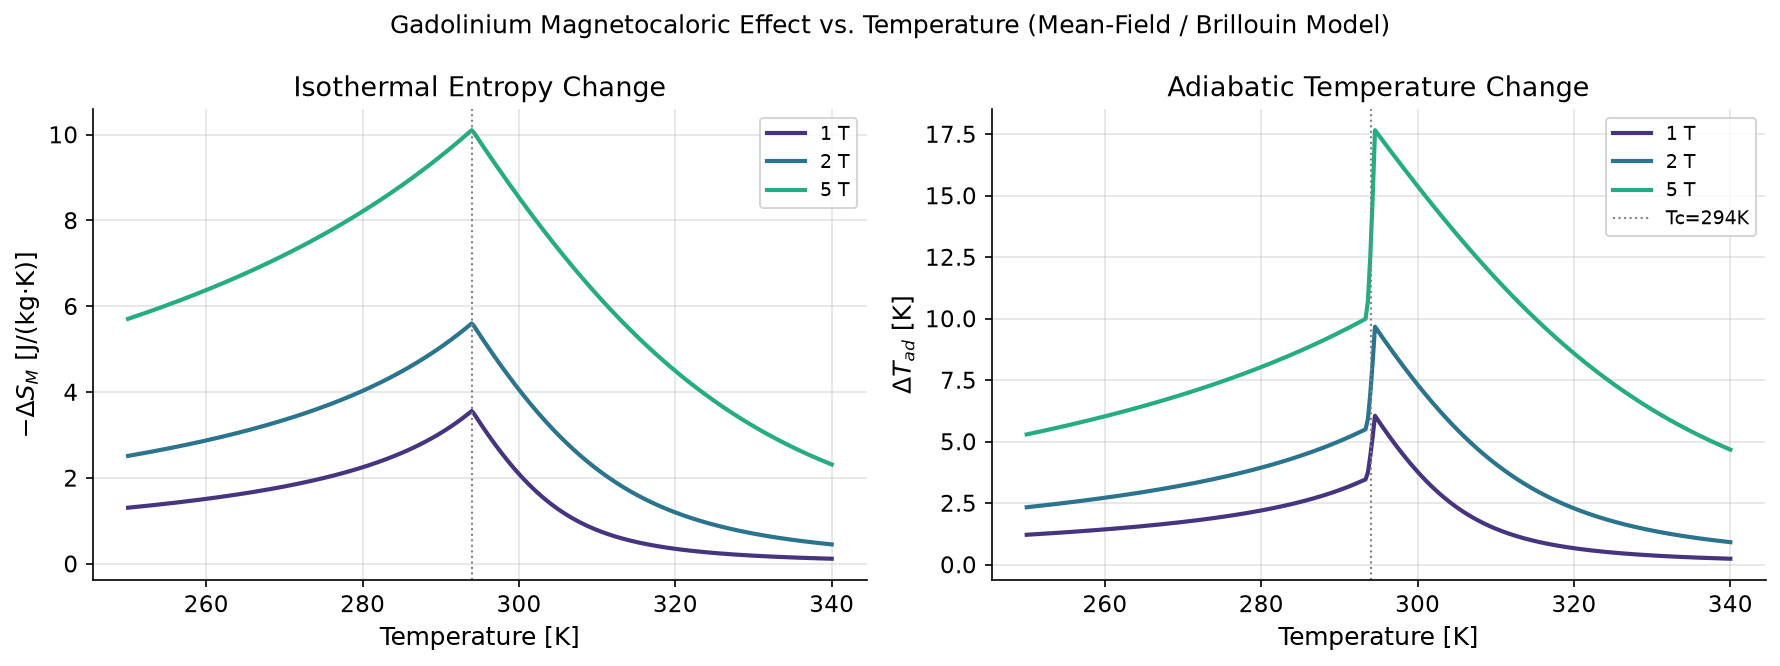 Gadolinium Magnetocaloric Effect vs. Temperature (Mean-Field / Brillouin Model)
Isothermal Entropy Change
−ΔS_M [J/(kg·K)]
10
8
6
4
2
0
260 280 300 320 340
Temperature [K]
1 T
2 T
5 T
Adiabatic Temperature Change
ΔT_ad [K]
17.5
15.0
12.5
10.0
7.5
5.0
2.5
0.0
260 280 300 320 340
Temperature [K]
1 T
2 T
5 T
Tc=294K